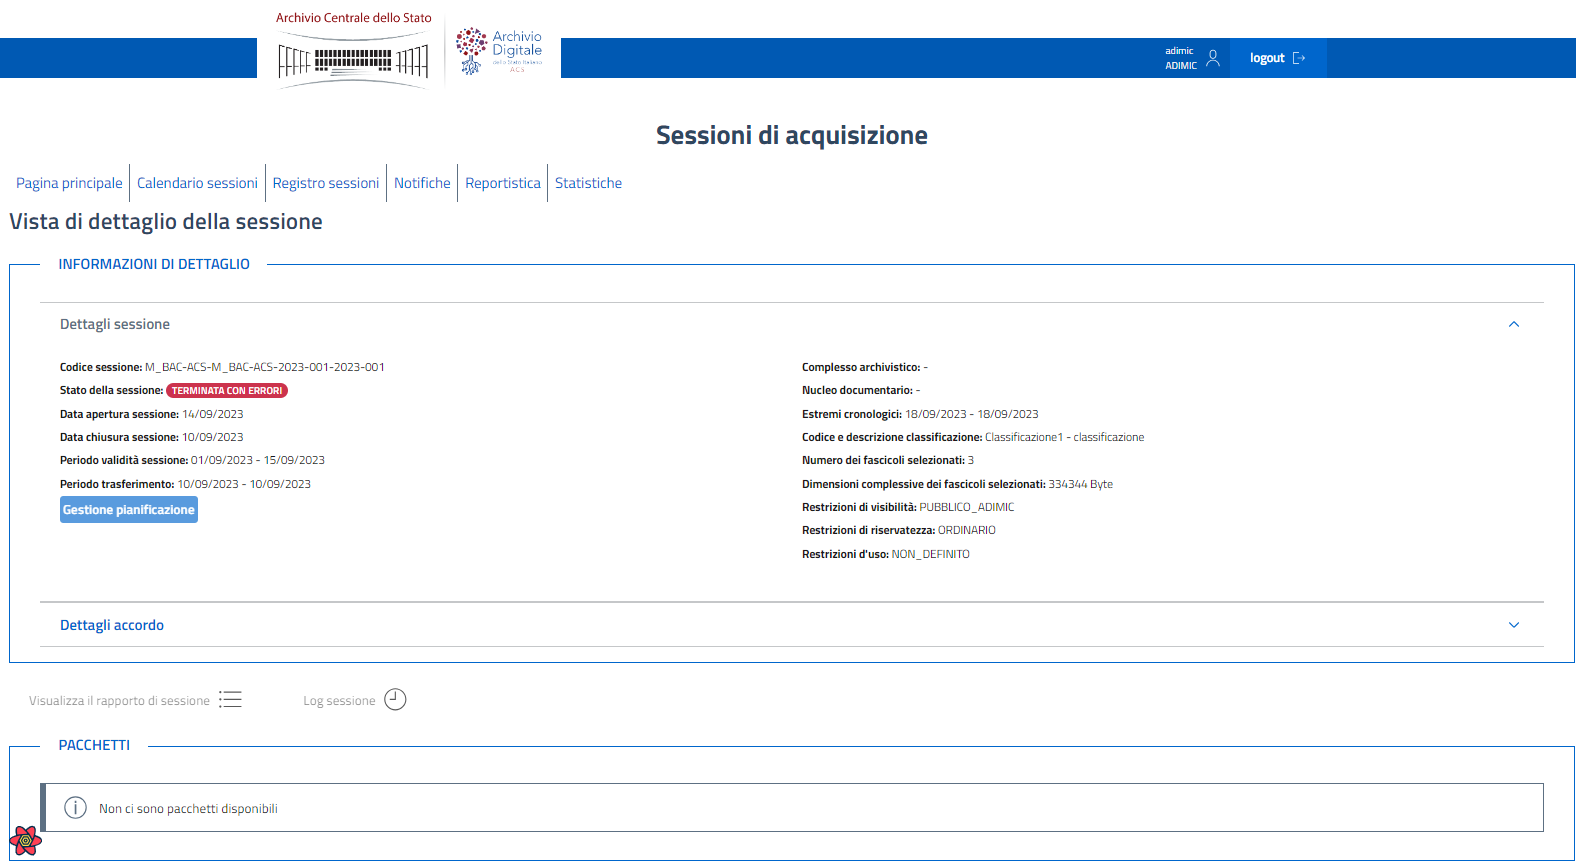 Archivio Centrale dello Stato
Archivio
Digitale
dello Stato Italiano
ACS
adimic
ADIMIC
logout
Sessioni di acquisizione
Pagina principale
Calendario sessioni
Registro sessioni
Notifiche
Reportistica
Statistiche
Vista di dettaglio della sessione
INFORMAZIONI DI DETTAGLIO
Dettagli sessione
Codice sessione: M_BAC-ACS-M_BAC-ACS-2023-001-2023-001
Stato della sessione: TERMINATA CON ERRORI
Data apertura sessione: 14/09/2023
Data chiusura sessione: 10/09/2023
Periodo validità sessione: 01/09/2023 - 15/09/2023
Periodo trasferimento: 10/09/2023 - 10/09/2023
Gestione pianificazione
Complesso archivistico: -
Nucleo documentario: -
Estremi cronologici: 18/09/2023 - 18/09/2023
Codice e descrizione classificazione: Classificazione1 - classificazione
Numero dei fascicoli selezionati: 3
Dimensioni complessive dei fascicoli selezionati: 334344 Byte
Restrizioni di visibilità: PUBBLICO_ADIMIC
Restrizioni di riservatezza: ORDINARIO
Restrizioni d'uso: NON_DEFINITO
Dettagli accordo
Visualizza il rapporto di sessione
Log sessione
PACCHETTI
Non ci sono pacchetti disponibili